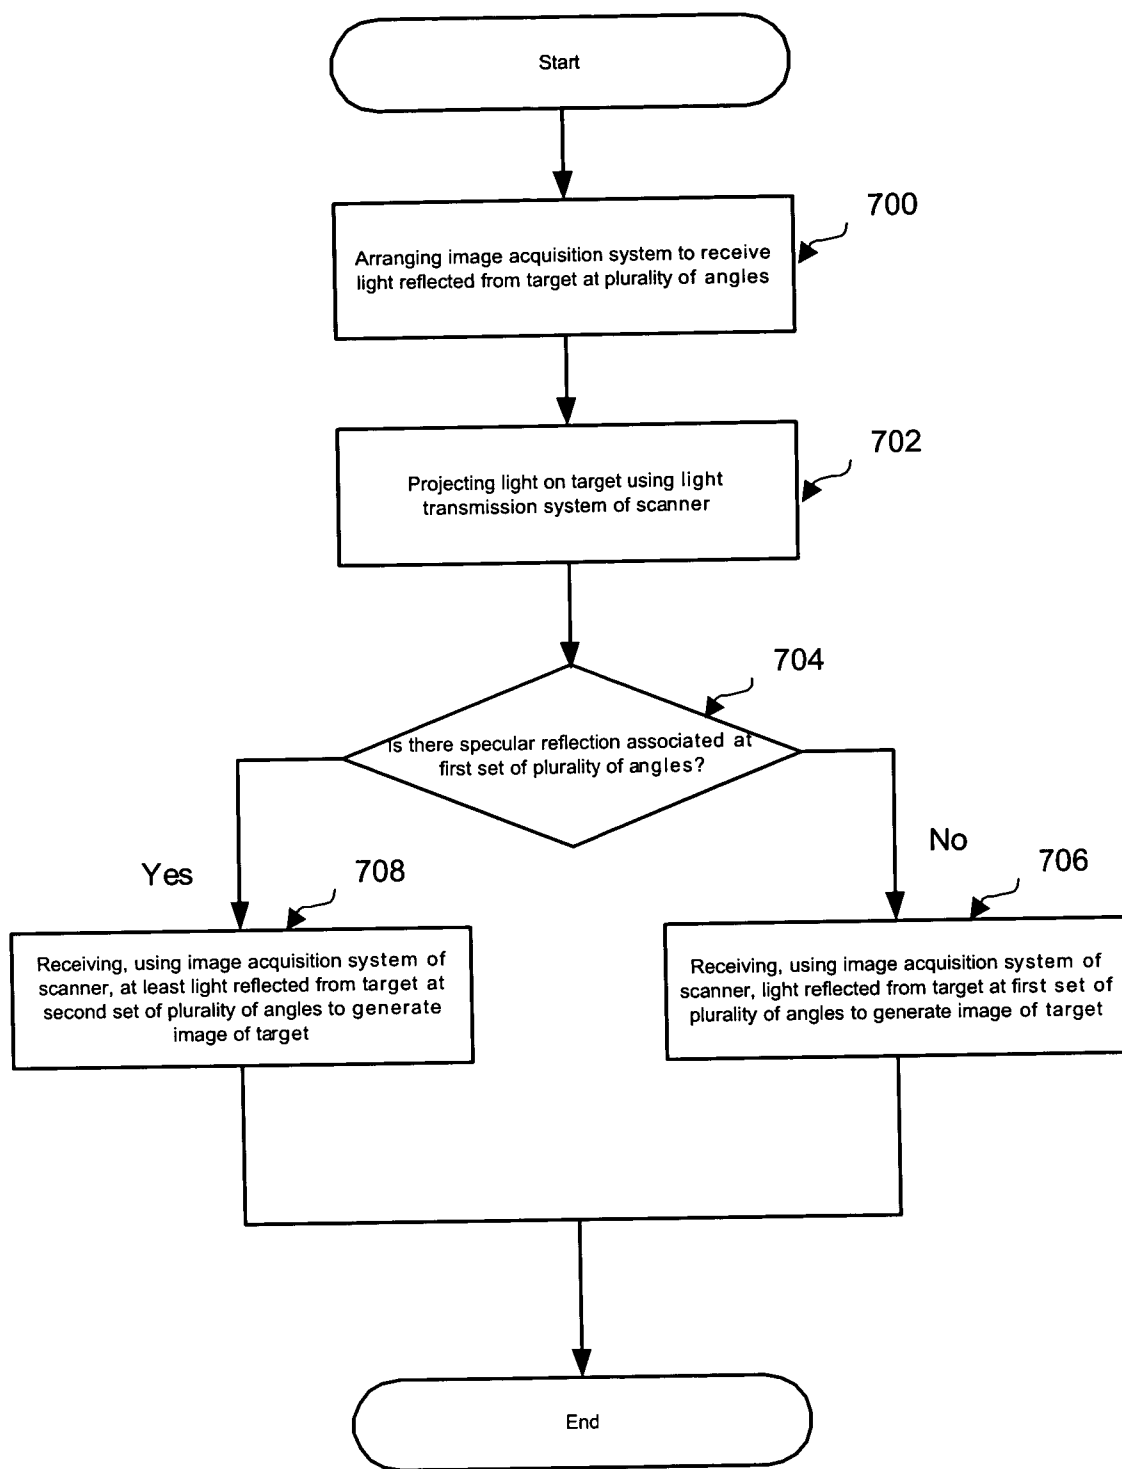 Start
700
Arranging image acquisition system to receive
light reflected from target at plurality of angles
702
Projecting light on target using light
transmission system of scanner
704
Is there specular reflection associated at
first set of plurality of angles?
Yes
No
708
706
Receiving, using image acquisition system of
scanner, at least light reflected from target at
second set of plurality of angles to generate
image of target
Receiving, using image acquisition system of
scanner, light reflected from target at first set of
plurality of angles to generate image of target
End